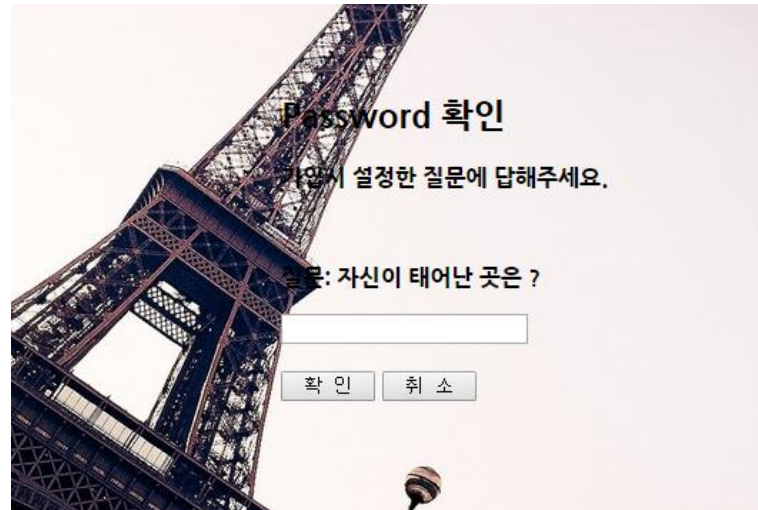 Password 확인
가입시 설정한 질문에 답해주세요.
질문: 자신이 태어난 곳은 ?
확 인 취 소